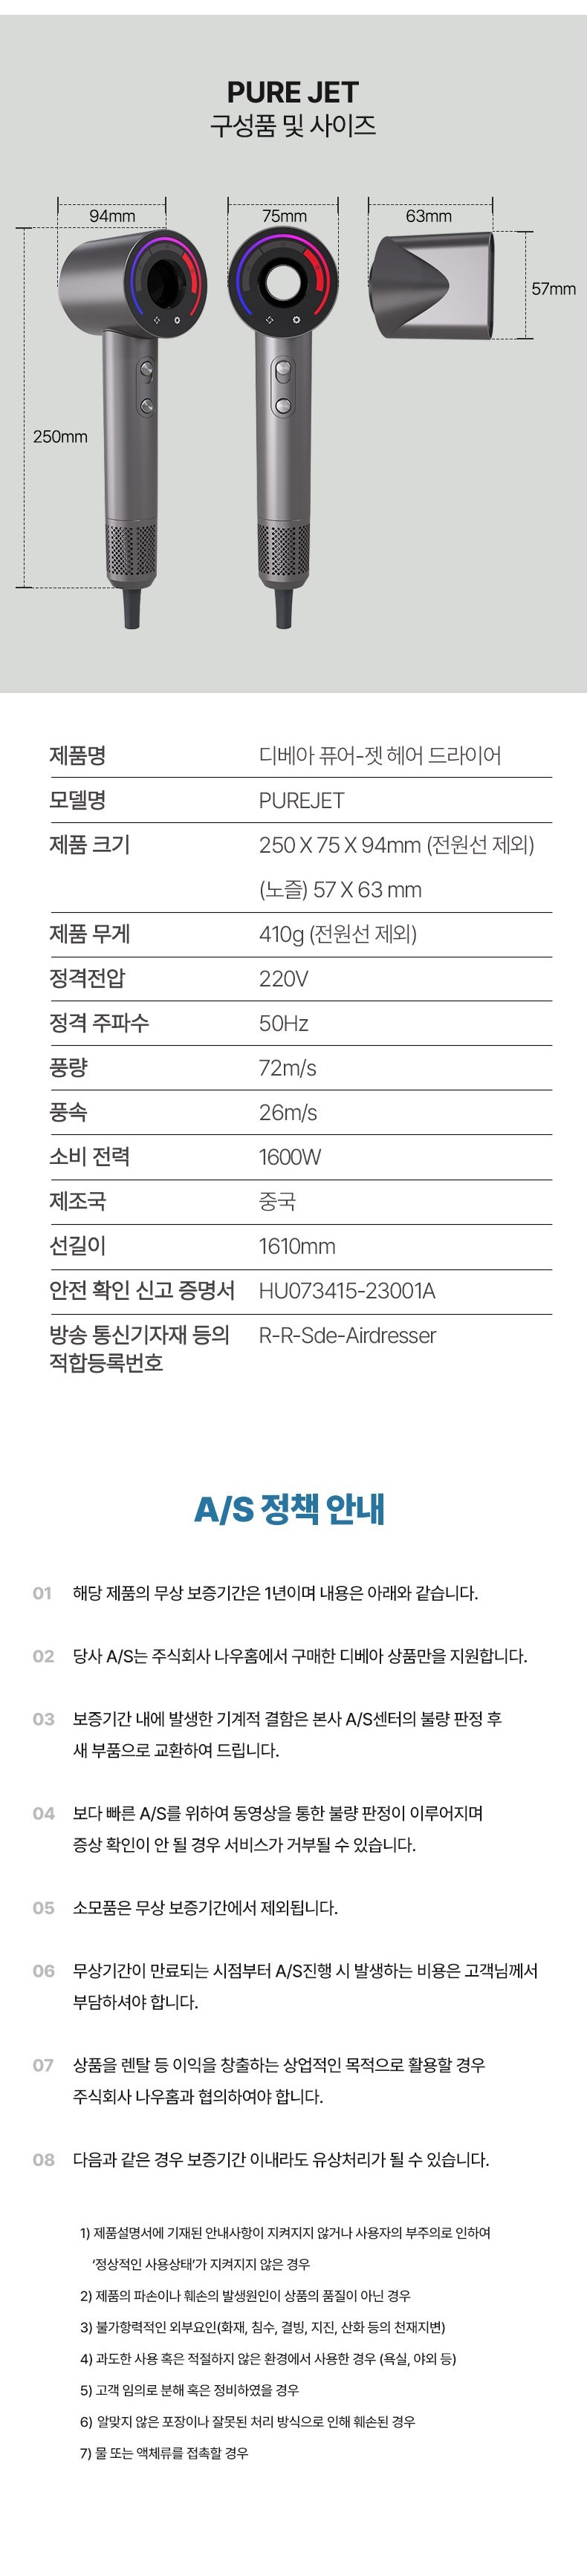 PURE JET
구성품 및 사이즈
94mm
75mm
63mm
57mm
250mm
제품명 디베아 퓨어-젯 헤어 드라이어
모델명 PUREJET
제품 크기 250 X 75 X 94mm (전원선 제외)
(노즐) 57 X 63 mm
제품 무게 410g (전원선 제외)
정격전압 220V
정격 주파수 50Hz
풍량 72m/s
풍속 26m/s
소비 전력 1600W
제조국 중국
선길이 1610mm
안전 확인 신고 증명서 HU073415-23001A
방송 통신기자재 등의 R-R-Sde-Airdresser
적합등록번호
A/S 정책 안내
01 해당 제품의 무상 보증기간은 1년이며 내용은 아래와 같습니다.
02 당사 A/S는 주식회사 나우홈에서 구매한 디베아 상품만을 지원합니다.
03 보증기간 내에 발생한 기계적 결함은 본사 A/S센터의 불량 판정 후
새 부품으로 교환하여 드립니다.
04 보다 빠른 A/S를 위하여 동영상을 통한 불량 판정이 이루어지며
증상 확인이 안 될 경우 서비스가 거부될 수 있습니다.
05 소모품은 무상 보증기간에서 제외됩니다.
06 무상기간이 만료되는 시점부터 A/S진행 시 발생하는 비용은 고객님께서
부담하셔야 합니다.
07 상품을 렌탈 등 이익을 창출하는 상업적인 목적으로 활용할 경우
주식회사 나우홈과 협의하여야 합니다.
08 다음과 같은 경우 보증기간 이내라도 유상처리가 될 수 있습니다.
1) 제품설명서에 기재된 안내사항이 지켜지지 않거나 사용자의 부주의로 인하여
‘정상적인 사용상태’가 지켜지지 않은 경우
2) 제품의 파손이나 훼손의 발생원인이 상품의 품질이 아닌 경우
3) 불가항력적인 외부요인(화재, 침수, 결빙, 지진, 산화 등의 천재지변)
4) 과도한 사용 혹은 적절하지 않은 환경에서 사용한 경우 (욕실, 야외 등)
5) 고객 임의로 분해 혹은 정비하였을 경우
6) 알맞지 않은 포장이나 잘못된 처리 방식으로 인해 훼손된 경우
7) 물 또는 액체류를 접촉할 경우